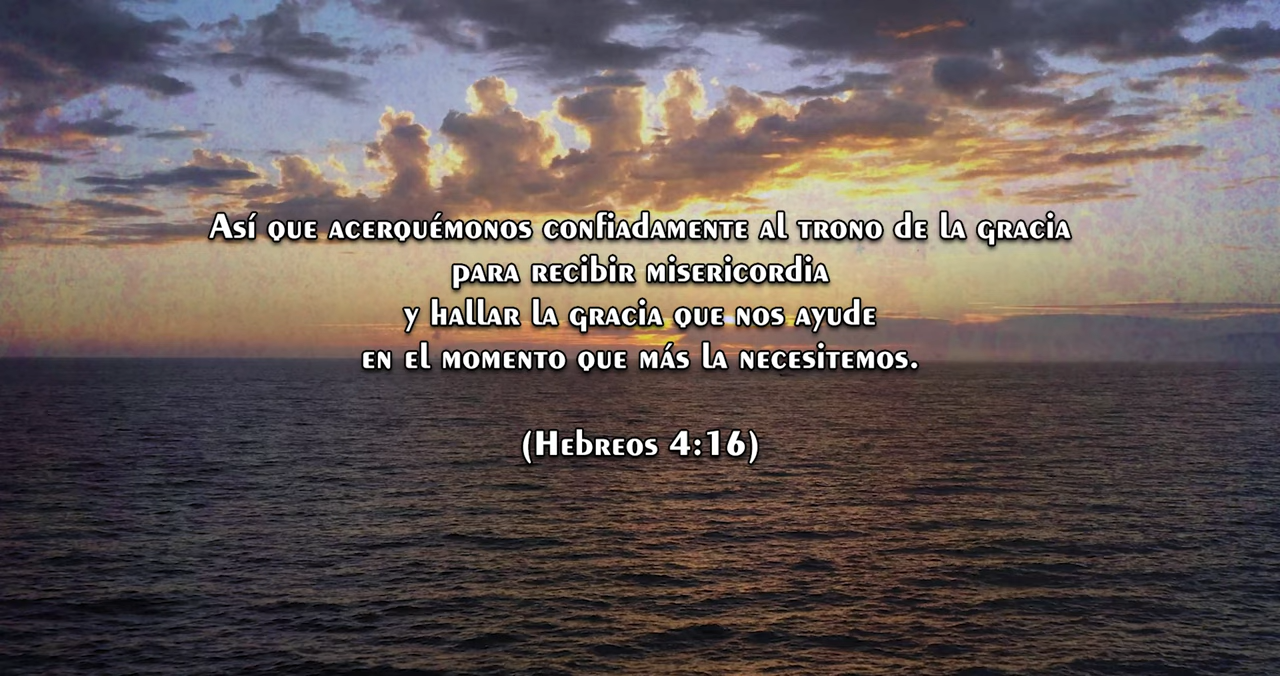 Así que acerquémonos confiadamente al trono de la gracia
para recibir misericordia
y hallar la gracia que nos ayude
en el momento que más la necesitemos.
(Hebreos 4:16)